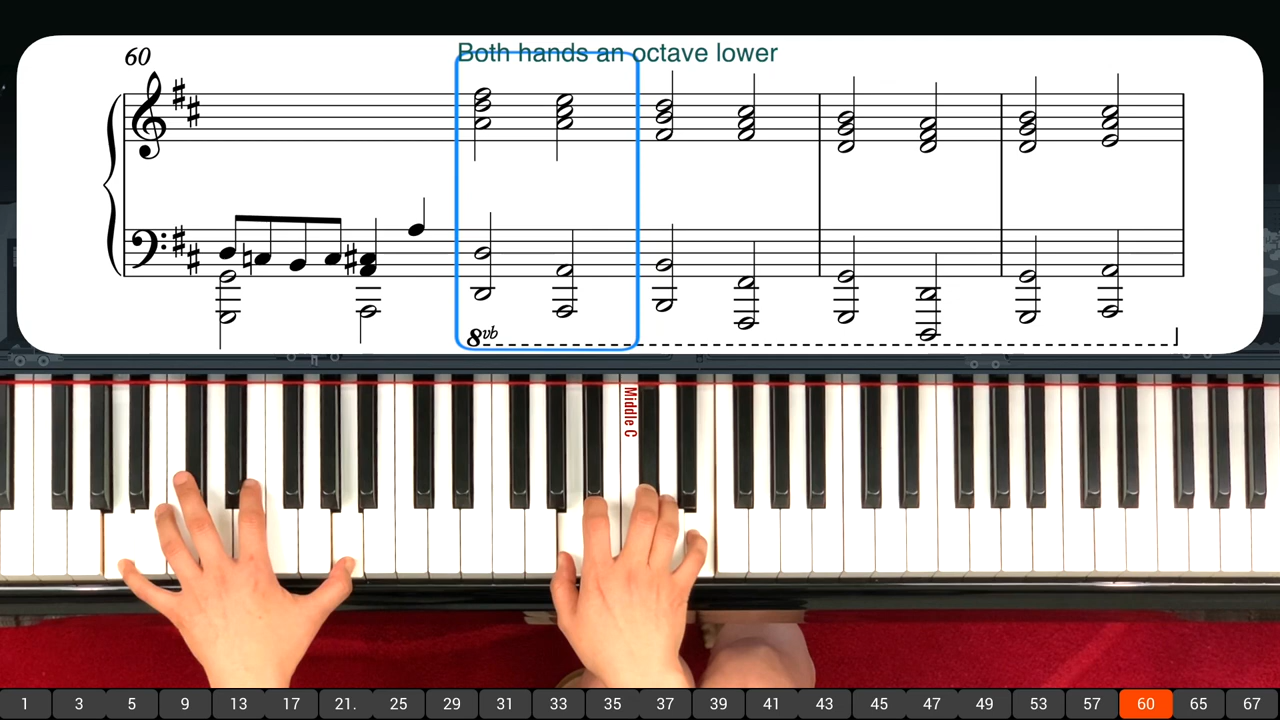 60
Both hands an octave lower
8vb
Middle C
1 3 5 9 13 17 21. 25 29 31 33 35 37 39 41 43 45 47 49 53 57 60 65 67